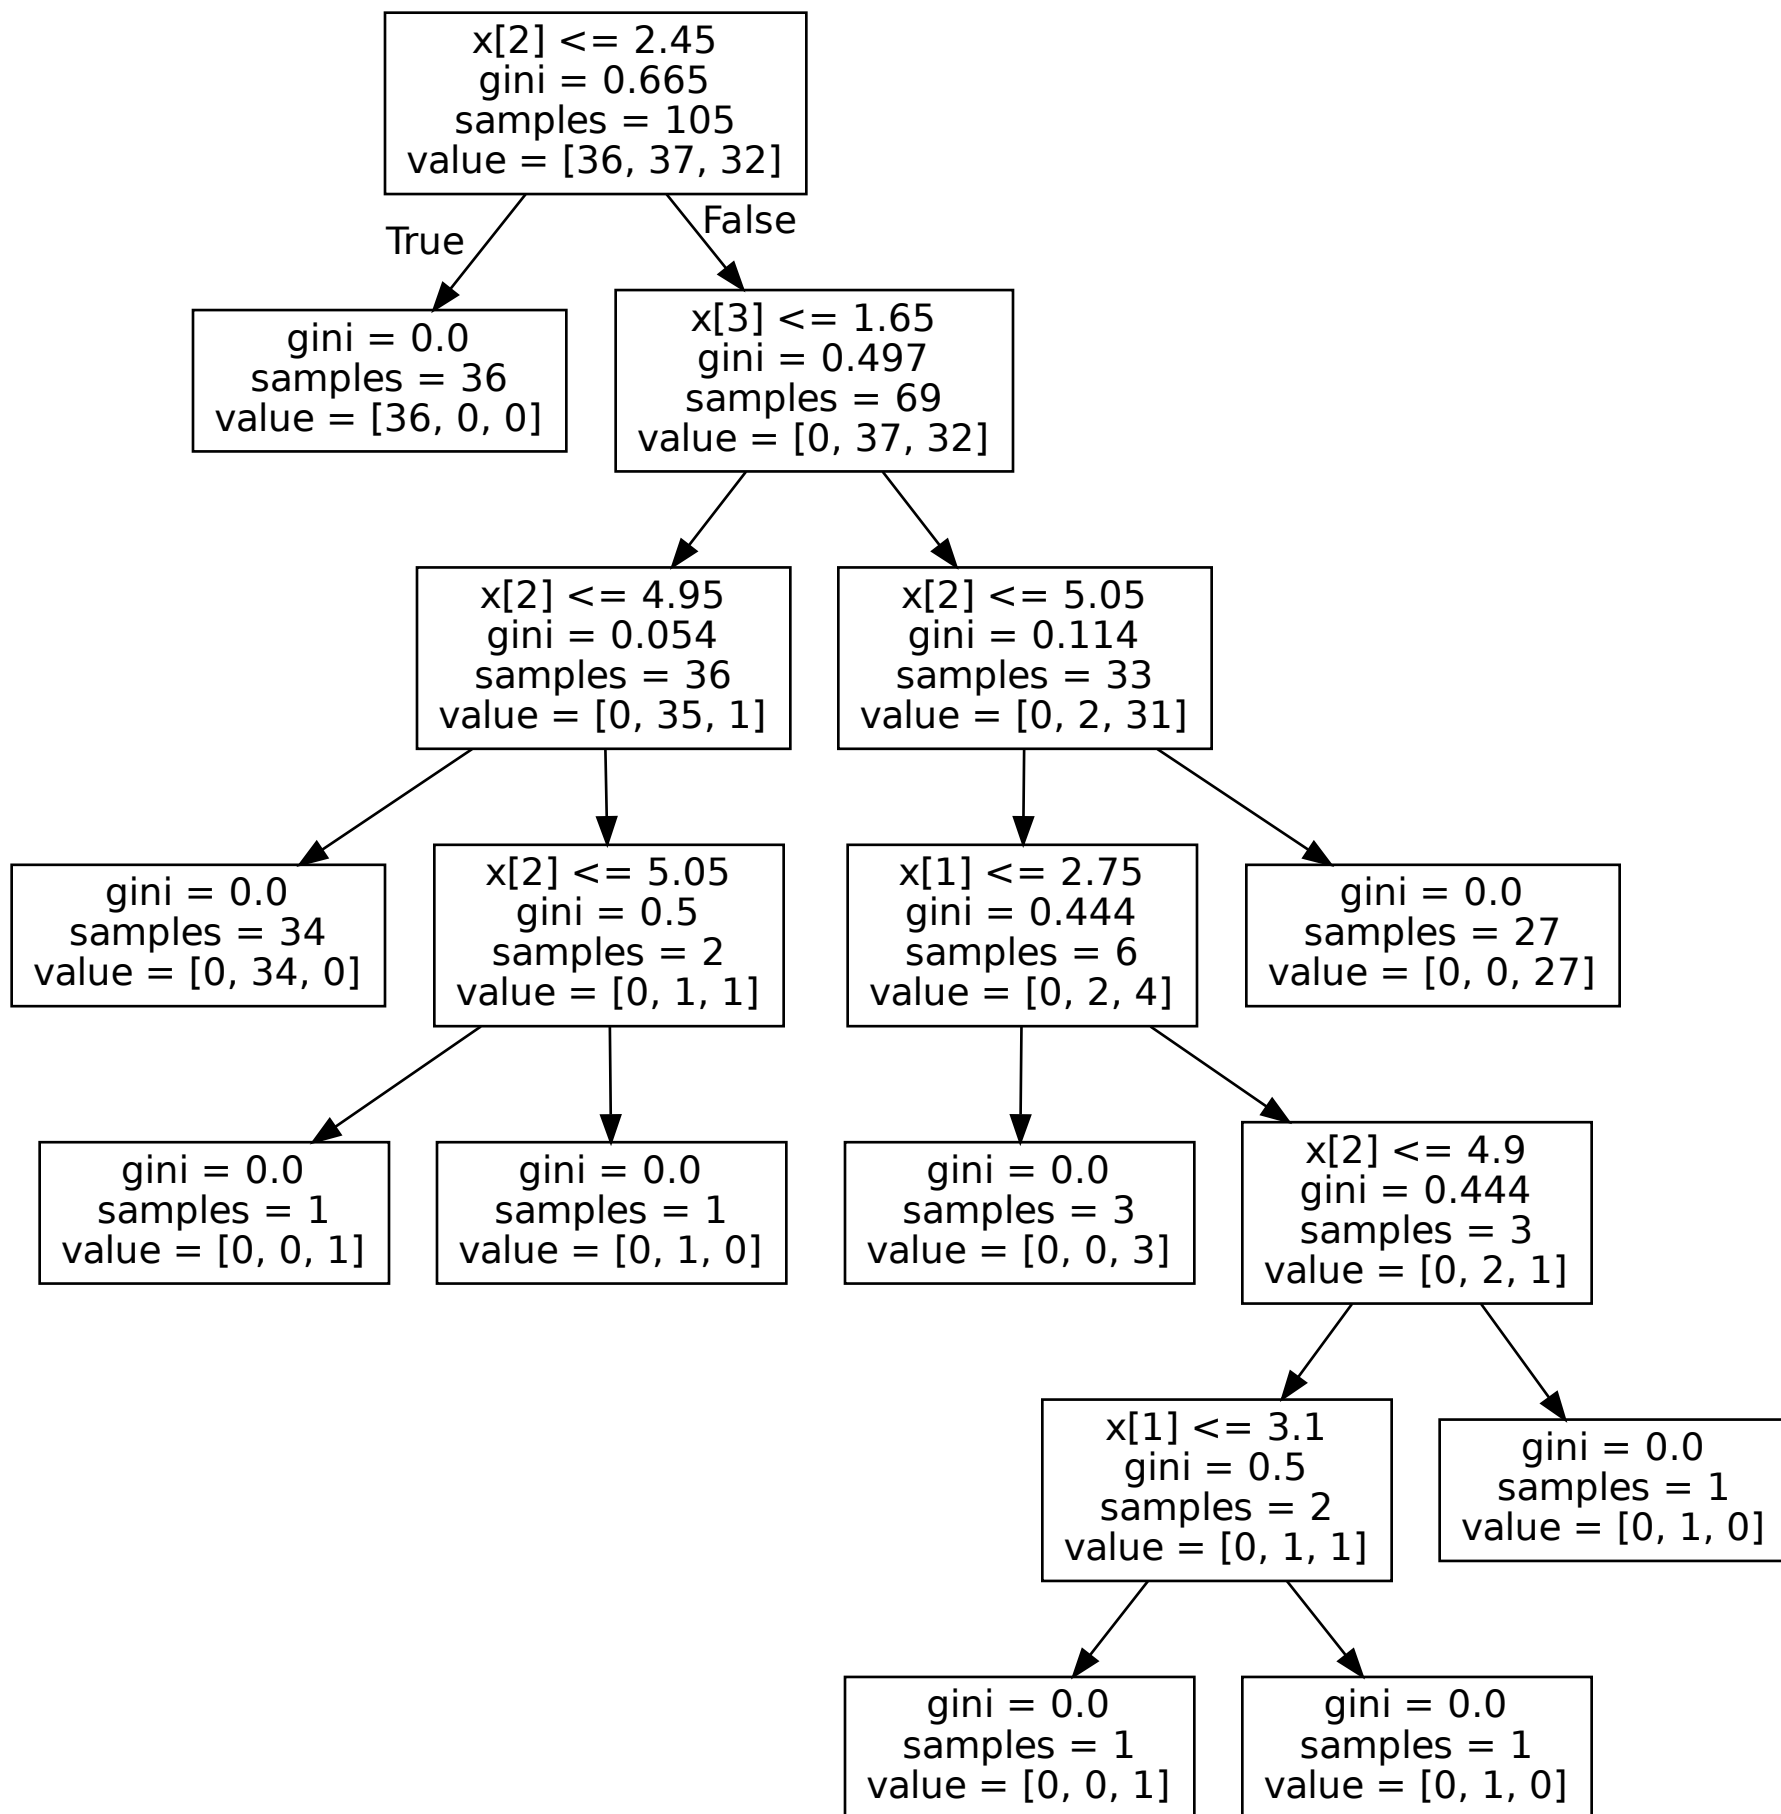 x[2] <= 2.45
gini = 0.665
samples = 105
value = [36, 37, 32]
True
False
gini = 0.0
samples = 36
value = [36, 0, 0]
x[3] <= 1.65
gini = 0.497
samples = 69
value = [0, 37, 32]
x[2] <= 4.95
gini = 0.054
samples = 36
value = [0, 35, 1]
x[2] <= 5.05
gini = 0.114
samples = 33
value = [0, 2, 31]
gini = 0.0
samples = 34
value = [0, 34, 0]
x[2] <= 5.05
gini = 0.5
samples = 2
value = [0, 1, 1]
x[1] <= 2.75
gini = 0.444
samples = 6
value = [0, 2, 4]
gini = 0.0
samples = 27
value = [0, 0, 27]
gini = 0.0
samples = 1
value = [0, 0, 1]
gini = 0.0
samples = 1
value = [0, 1, 0]
gini = 0.0
samples = 3
value = [0, 0, 3]
x[2] <= 4.9
gini = 0.444
samples = 3
value = [0, 2, 1]
x[1] <= 3.1
gini = 0.5
samples = 2
value = [0, 1, 1]
gini = 0.0
samples = 1
value = [0, 1, 0]
gini = 0.0
samples = 1
value = [0, 0, 1]
gini = 0.0
samples = 1
value = [0, 1, 0]